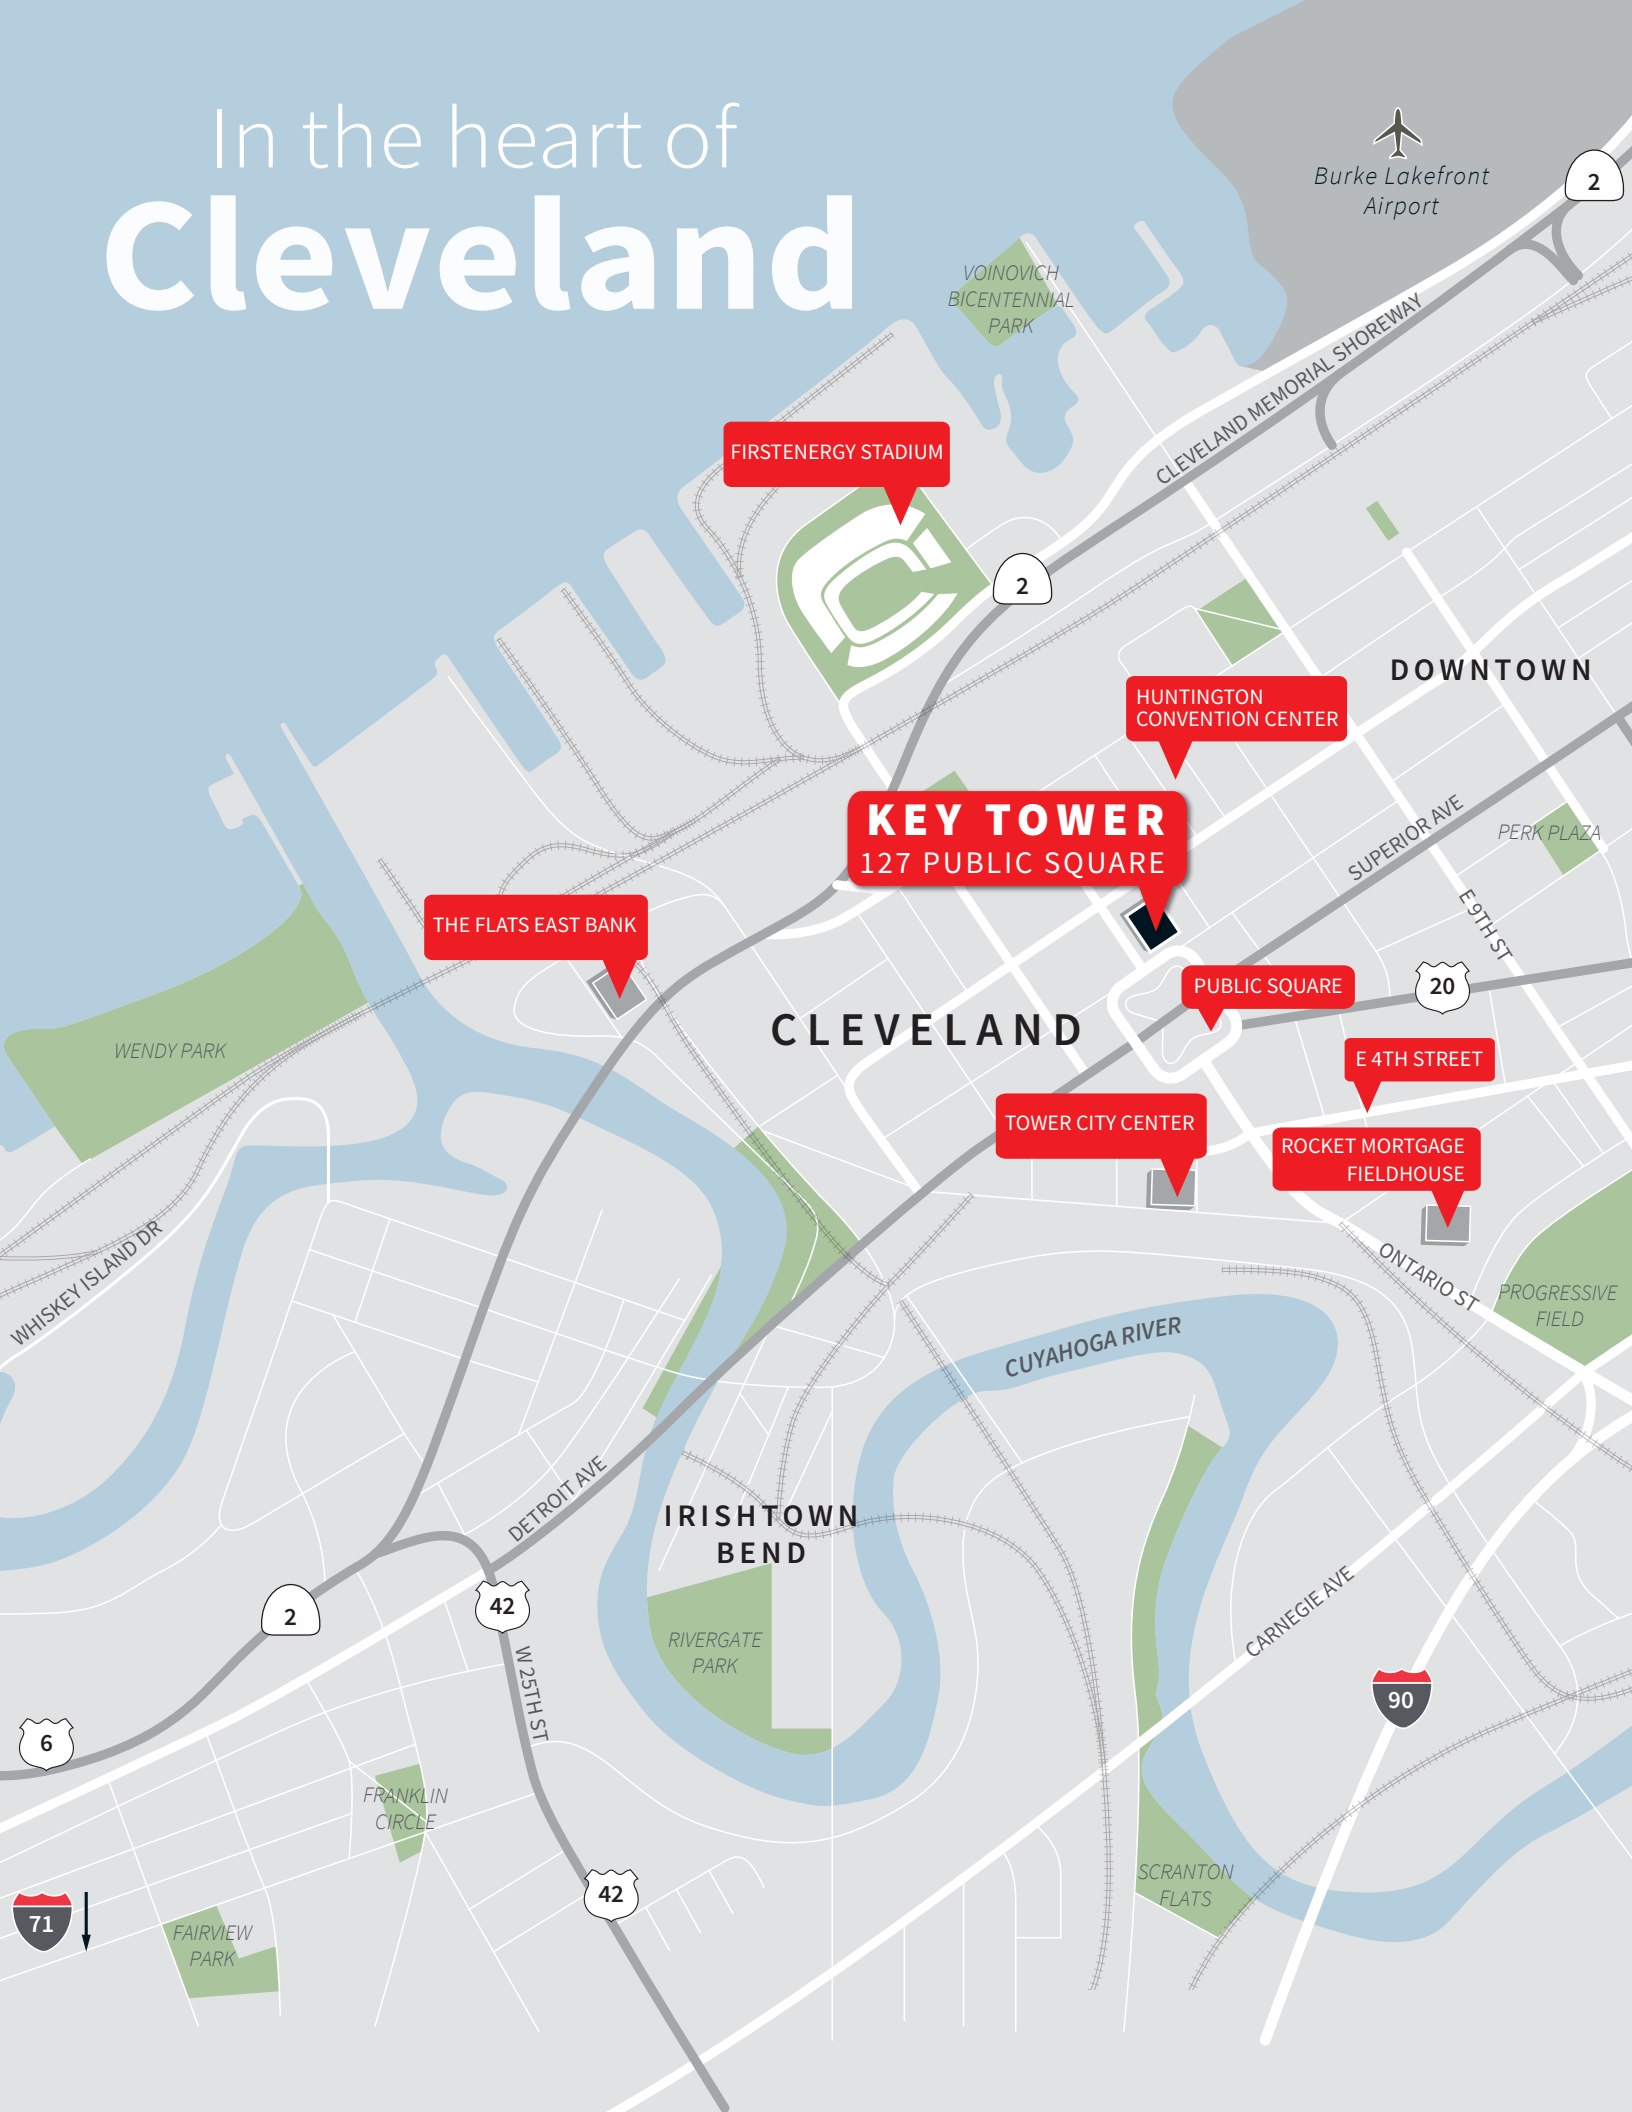 In the heart of
Cleveland
Burke Lakefront
Airport
2
VOINOVICH
BICENTENNIAL
PARK
CLEVELAND MEMORIAL SHOREWAY
FIRSTENERGY STADIUM
2
DOWNTOWN
HUNTINGTON
CONVENTION CENTER
KEY TOWER
127 PUBLIC SQUARE
SUPERIOR AVE
PERK PLAZA
E 9TH ST
THE FLATS EAST BANK
PUBLIC SQUARE
20
CLEVELAND
WENDY PARK
E 4TH STREET
TOWER CITY CENTER
ROCKET MORTGAGE
FIELDHOUSE
WHISKEY ISLAND DR
ONTARIO ST
PROGRESSIVE
FIELD
CUYAHOGA RIVER
DETROIT AVE
IRISHTOWN
BEND
2
42
CARNEGIE AVE
RIVERGATE
PARK
W 25TH ST
90
6
FRANKLIN
CIRCLE
42
SCRANTON
FLATS
71
FAIRVIEW
PARK